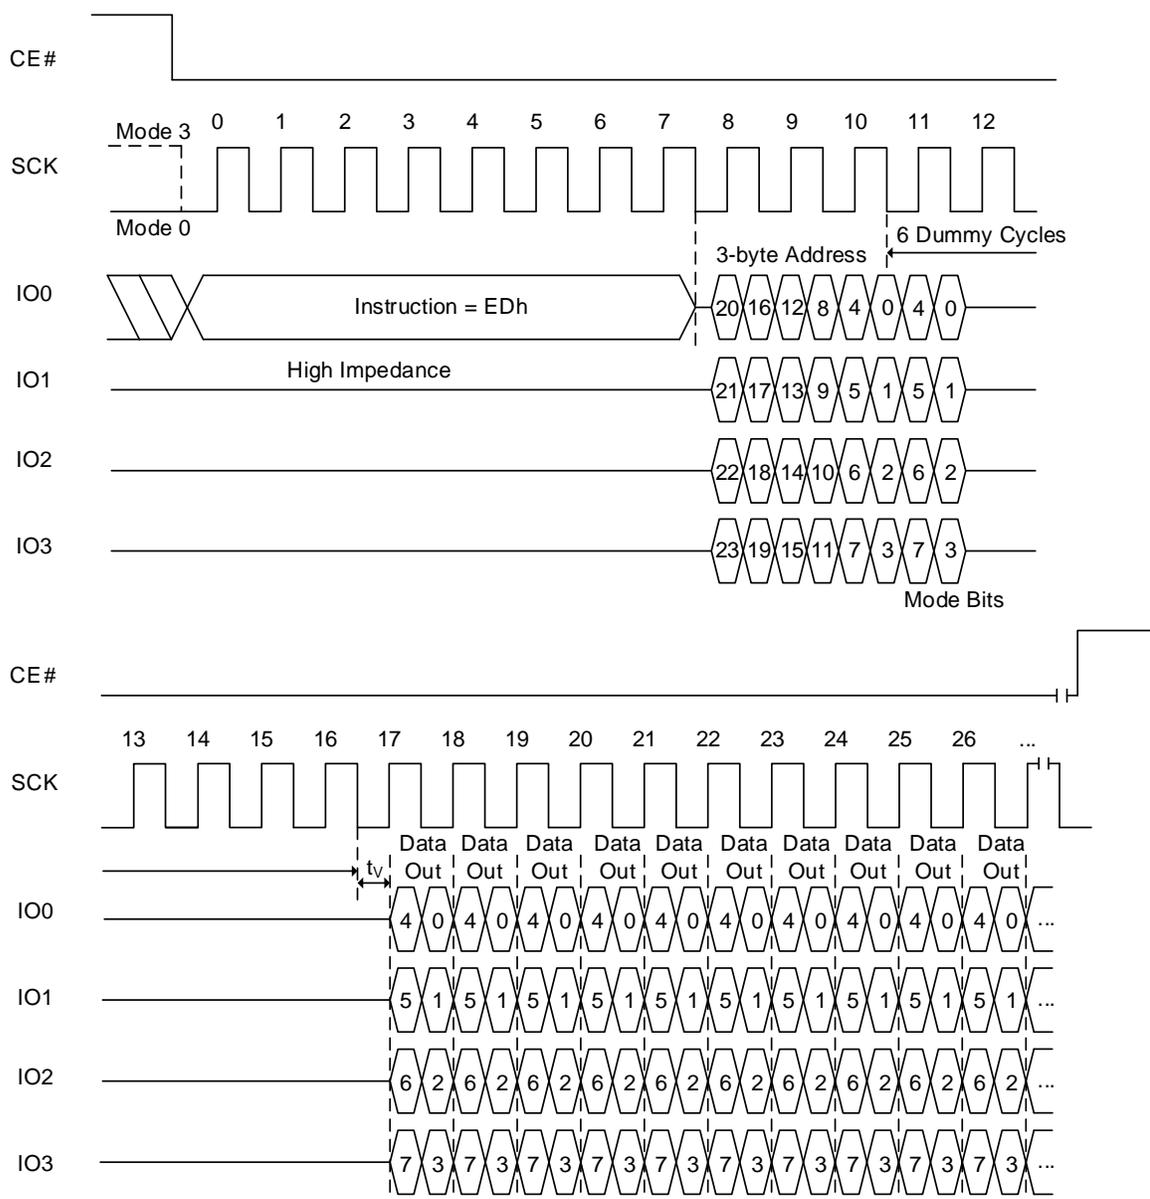 CE#
Mode 3 0 1 2 3 4 5 6 7 8 9 10 11 12
SCK
Mode 0
6 Dummy Cycles
3-byte Address
IO0 Instruction = EDh 20 16 12 8 4 0 4 0
High Impedance
IO1 21 17 13 9 5 1 5 1
IO2 22 18 14 10 6 2 6 2
IO3 23 19 15 11 7 3 7 3
Mode Bits
CE#
13 14 15 16 17 18 19 20 21 22 23 24 25 26 ...
SCK
Data Data Data Data Data Data Data Data Data Data
tV Out Out Out Out Out Out Out Out Out Out
IO0 4 0 4 0 4 0 4 0 4 0 4 0 4 0 4 0 4 0 4 0 ...
IO1 5 1 5 1 5 1 5 1 5 1 5 1 5 1 5 1 5 1 5 1 ...
IO2 6 2 6 2 6 2 6 2 6 2 6 2 6 2 6 2 6 2 6 2 ...
IO3 7 3 7 3 7 3 7 3 7 3 7 3 7 3 7 3 7 3 7 3 ...